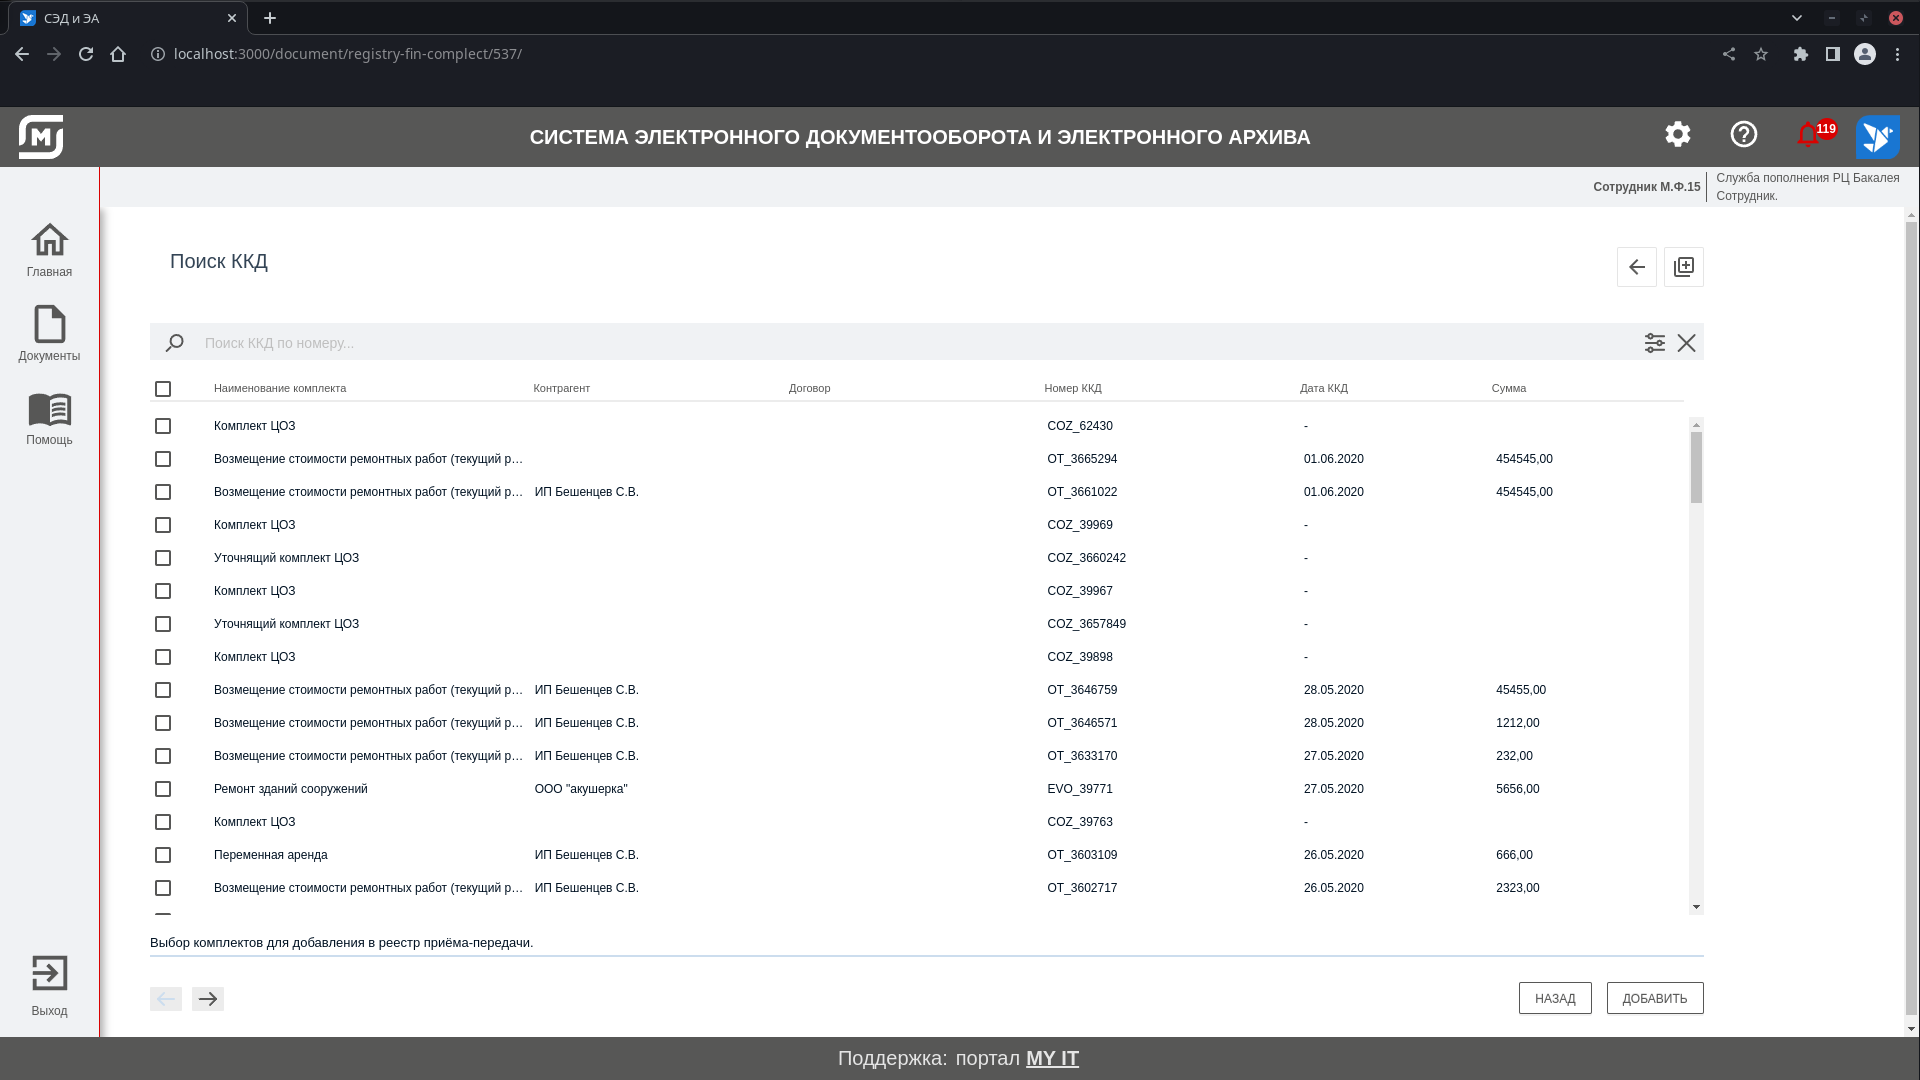 СЭД и ЭА
localhost:3000/document/registry-fin-complect/537/
СИСТЕМА ЭЛЕКТРОННОГО ДОКУМЕНТООБОРОТА И ЭЛЕКТРОННОГО АРХИВА
119
Сотрудник М.Ф.15
Служба пополнения РЦ Бакалея
Сотрудник.
Главная
Документы
Помощь
Выход
Поиск ККД
Поиск ККД по номеру...
Наименование комплекта Контрагент Договор Номер ККД Дата ККД Сумма
Комплект ЦОЗ COZ_62430 -
Возмещение стоимости ремонтных работ (текущий р... OT_3665294 01.06.2020 454545,00
Возмещение стоимости ремонтных работ (текущий р... ИП Бешенцев С.В. OT_3661022 01.06.2020 454545,00
Комплект ЦОЗ COZ_39969 -
Уточнящий комплект ЦОЗ COZ_3660242 -
Комплект ЦОЗ COZ_39967 -
Уточнящий комплект ЦОЗ COZ_3657849 -
Комплект ЦОЗ COZ_39898 -
Возмещение стоимости ремонтных работ (текущий р... ИП Бешенцев С.В. OT_3646759 28.05.2020 45455,00
Возмещение стоимости ремонтных работ (текущий р... ИП Бешенцев С.В. OT_3646571 28.05.2020 1212,00
Возмещение стоимости ремонтных работ (текущий р... ИП Бешенцев С.В. OT_3633170 27.05.2020 232,00
Ремонт зданий сооружений ООО "акушерка" EVO_39771 27.05.2020 5656,00
Комплект ЦОЗ COZ_39763 -
Переменная аренда ИП Бешенцев С.В. OT_3603109 26.05.2020 666,00
Возмещение стоимости ремонтных работ (текущий р... ИП Бешенцев С.В. OT_3602717 26.05.2020 2323,00
Выбор комплектов для добавления в реестр приёма-передачи.
НАЗАД
ДОБАВИТЬ
Поддержка: портал MY IT